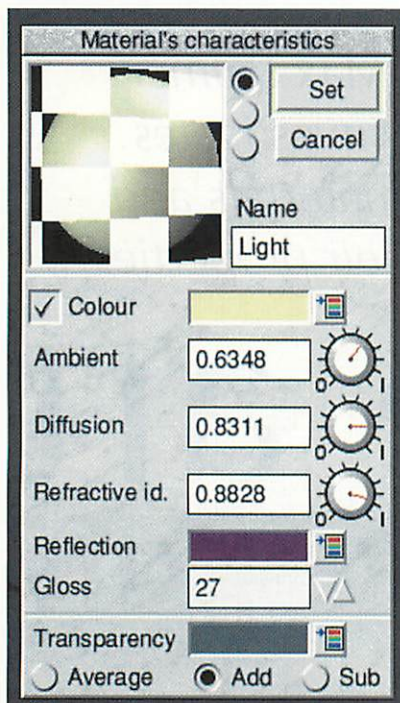 Material's characteristics
Set
Cancel
Name
Light
Colour
Ambient 0.6348 0 1
Diffusion 0.8311 0 1
Refractive id. 0.8828 0 1
Reflection
Gloss 27
Transparency
Average Add Sub